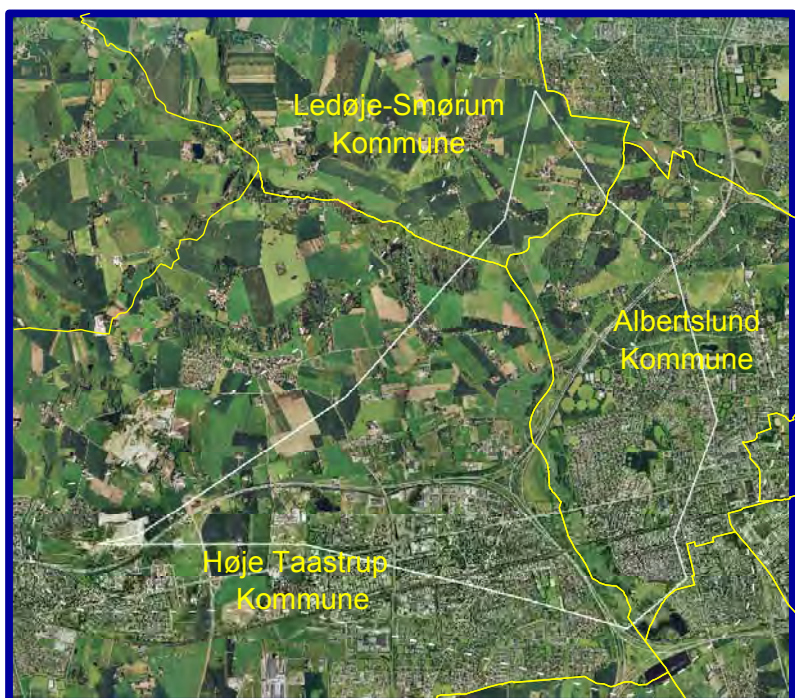 Ledøje-Smørum
Kommune
Albertslund
Kommune
Høje Taastrup
Kommune